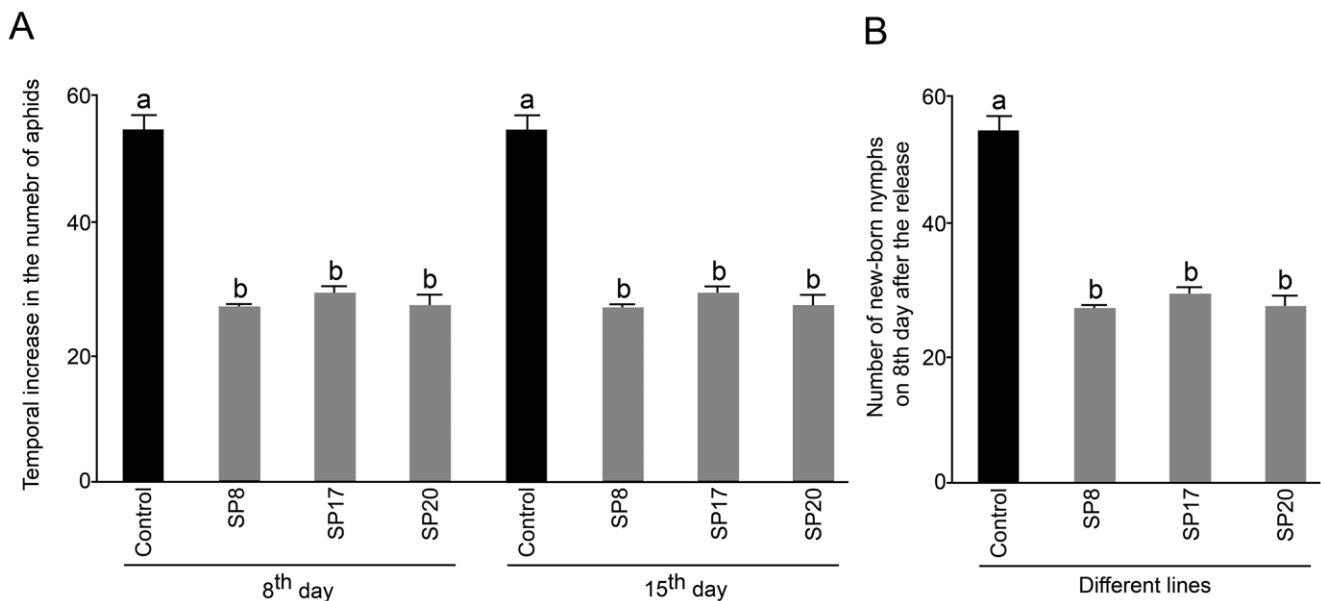 A
Temporal increase in the numebr of aphids
60
40
20
0
a
b
b
b
a
b
b
b
Control
SP8
SP17
SP20
Control
SP8
SP17
SP20
8th day
15th day
B
Number of new-born nymphs
on 8th day after the release
60
40
20
0
a
b
b
b
Control
SP8
SP17
SP20
Different lines